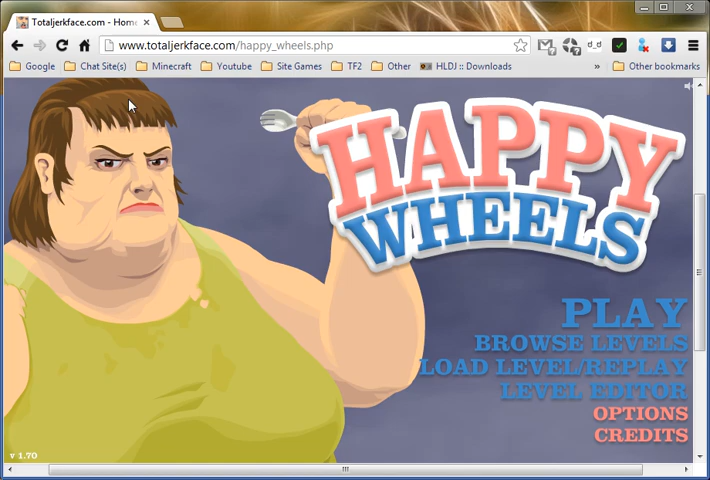 Totaljerkface.com - Home
www.totaljerkface.com/happy_wheels.php
Google Chat Site(s) Minecraft Youtube Site Games TF2 Other HLDJ :: Downloads » Other bookmarks
HAPPY
WHEELS
PLAY
BROWSE LEVELS
LOAD LEVEL/REPLAY
LEVEL EDITOR
OPTIONS
CREDITS
v 1.70